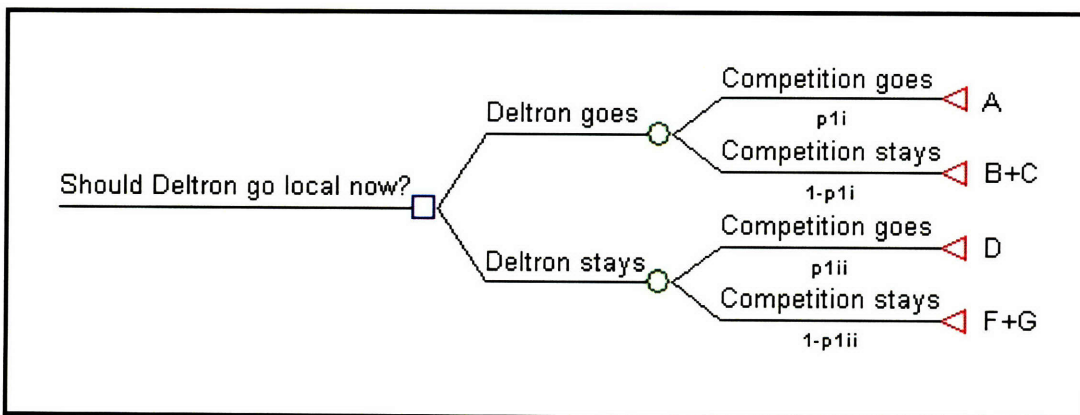 Competition goes
A
p1i
Deltron goes
Competition stays
B+C
1-p1i
Should Deltron go local now?
Competition goes
D
p1ii
Deltron stays
Competition stays
F+G
1-p1ii